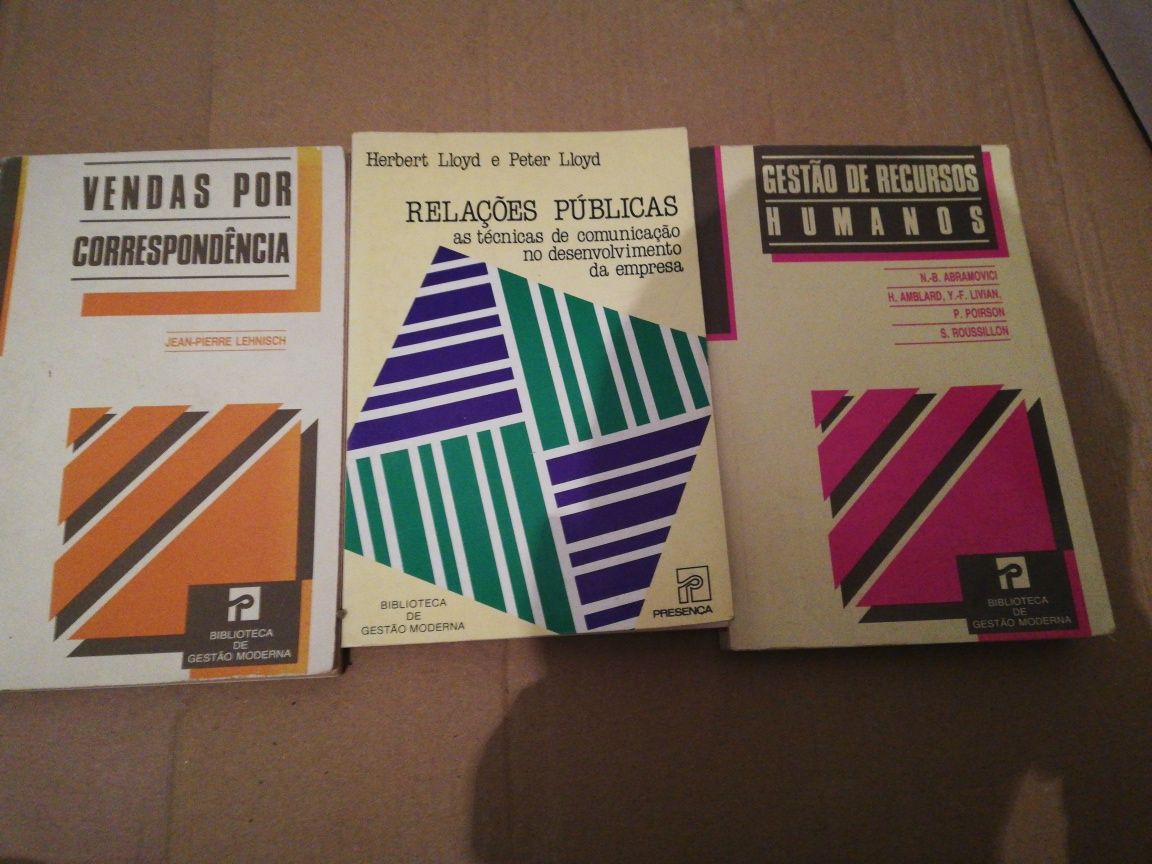 VENDAS POR
CORRESPONDÊNCIA
JEAN-PIERRE LEHNISCH
BIBLIOTECA
DE
GESTÃO MODERNA
Herbert Lloyd e Peter Lloyd
RELAÇÕES PÚBLICAS
as técnicas de comunicação
no desenvolvimento
da empresa
BIBLIOTECA
DE
GESTÃO MODERNA
PRESENÇA
GESTÃO DE RECURSOS
HUMANOS
N.-B. ABRAMOVICI
H. AMBLARD, Y.-F. LIVIAN,
P. POIRSON
S. ROUSSILLON
BIBLIOTECA
DE
GESTÃO MODERNA